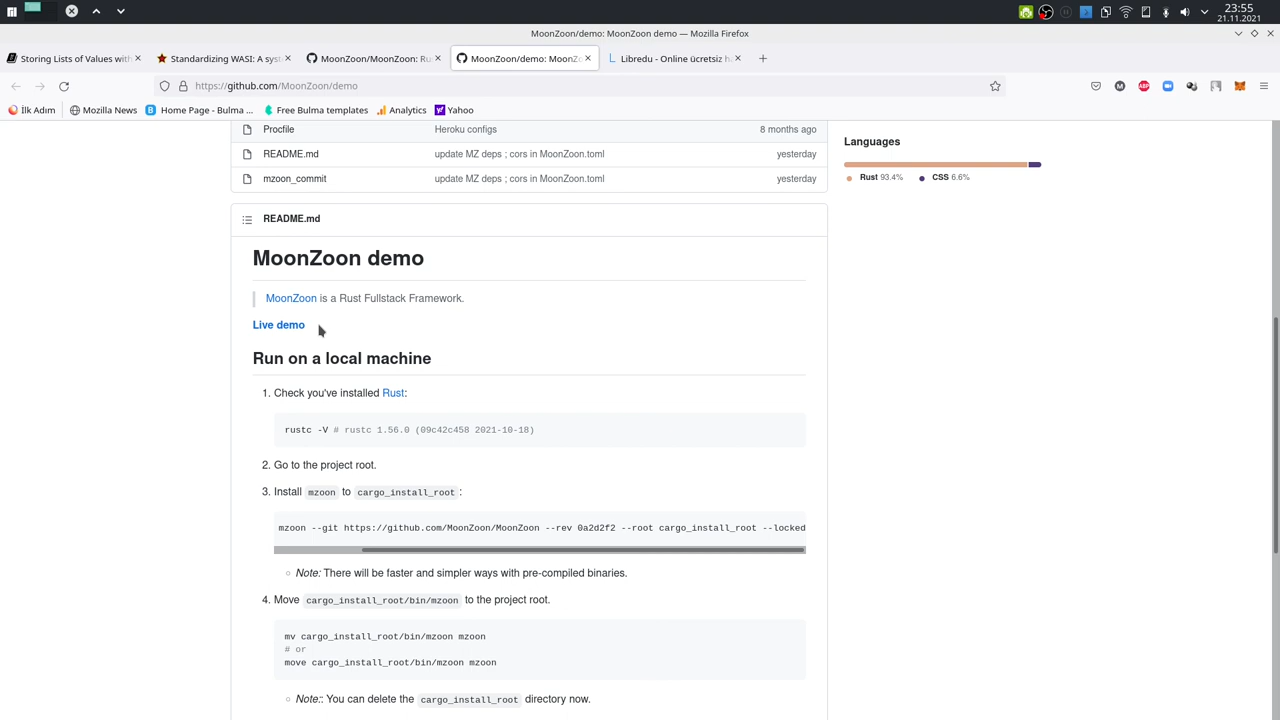 23:55
21.11.2021
MoonZoon/demo: MoonZoon demo — Mozilla Firefox
Storing Lists of Values with
Standardizing WASI: A sys
MoonZoon/MoonZoon: Ru
MoonZoon/demo: MoonZo
Libredu - Online ücretsiz h
https://github.com/MoonZoon/demo
İlk Adım
Mozilla News
Home Page - Bulma ...
Free Bulma templates
Analytics
Yahoo
Procfile Heroku configs 8 months ago
README.md update MZ deps ; cors in MoonZoon.toml yesterday
mzoon_commit update MZ deps ; cors in MoonZoon.toml yesterday
Languages
Rust 93.4% CSS 6.6%
README.md
MoonZoon demo
MoonZoon is a Rust Fullstack Framework.
Live demo
Run on a local machine
1. Check you've installed Rust:
rustc -V # rustc 1.56.0 (09c42c458 2021-10-18)
2. Go to the project root.
3. Install mzoon to cargo_install_root :
mzoon --git https://github.com/MoonZoon/MoonZoon --rev 0a2d2f2 --root cargo_install_root --locked
Note: There will be faster and simpler ways with pre-compiled binaries.
4. Move cargo_install_root/bin/mzoon to the project root.
mv cargo_install_root/bin/mzoon mzoon
# or
move cargo_install_root/bin/mzoon mzoon
Note:: You can delete the cargo_install_root directory now.